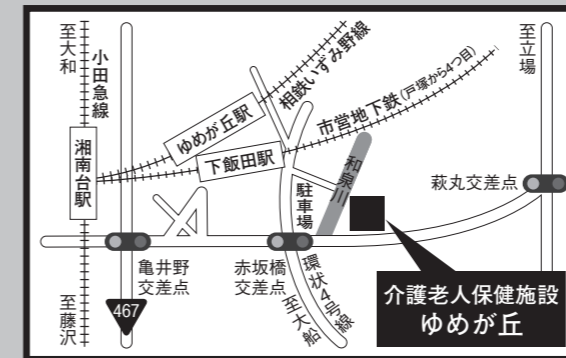 至大和
小田急線
湘南台駅
至藤沢
467
亀井野
交差点
ゆめが丘駅
相鉄いずみ野線
下飯田駅
市営地下鉄(戸塚から4つ目)
和泉川
駐車場
赤坂橋
交差点
環状4号線
至大船
至立場
萩丸交差点
介護老人保健施設
ゆめが丘